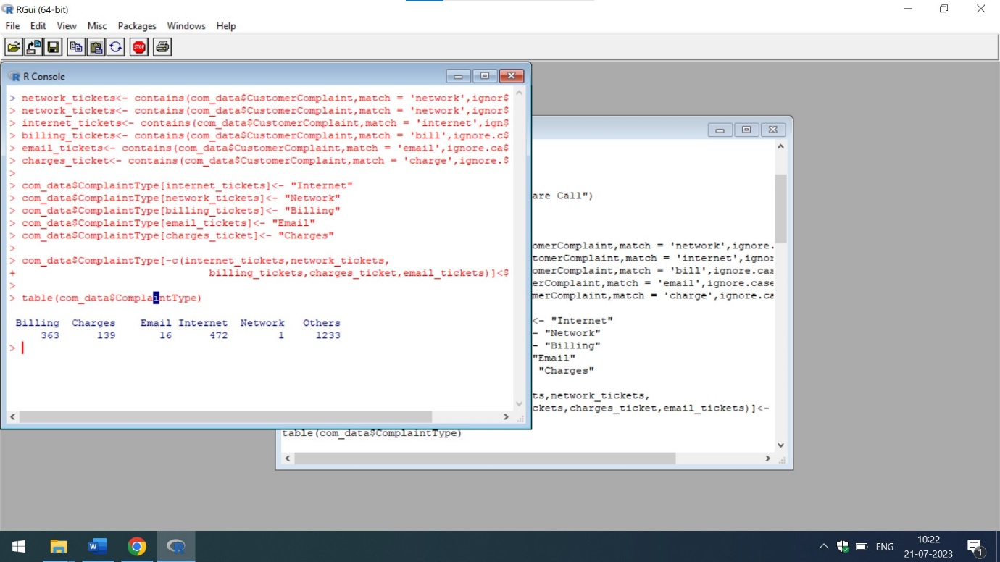 RGui (64-bit)
File Edit View Misc Packages Windows Help
STOP
R Console
> network_tickets<- contains(com_data$CustomerComplaint,match = 'network',ignor$
> network_tickets<- contains(com_data$CustomerComplaint,match = 'network',ignor$
> internet_tickets<- contains(com_data$CustomerComplaint,match = 'internet',ign$
> billing_tickets<- contains(com_data$CustomerComplaint,match = 'bill',ignore.c$
> email_tickets<- contains(com_data$CustomerComplaint,match = 'email',ignore.ca$
> charges_ticket<- contains(com_data$CustomerComplaint,match = 'charge',ignore.$
>
> com_data$ComplaintType[internet_tickets]<- "Internet"
> com_data$ComplaintType[network_tickets]<- "Network"
> com_data$ComplaintType[billing_tickets]<- "Billing"
> com_data$ComplaintType[email_tickets]<- "Email"
> com_data$ComplaintType[charges_ticket]<- "Charges"
>
> com_data$ComplaintType[-c(internet_tickets,network_tickets,
+ billing_tickets,charges_ticket,email_tickets)]<$
>
> table(com_data$ComplaintType)
Billing Charges Email Internet Network Others
363 139 16 472 1 1233
>
are Call")
omerComplaint,match = 'network',ignore.
tomerComplaint,match = 'internet',ignor
omerComplaint,match = 'bill',ignore.cas
erComplaint,match = 'email',ignore.case
merComplaint,match = 'charge',ignore.ca
<- "Internet"
- "Network"
- "Billing"
"Email"
"Charges"
ts,network_tickets,
ckets,charges_ticket,email_tickets)]<-
table(com_data$ComplaintType)
ENG
10:22
21-07-2023
1